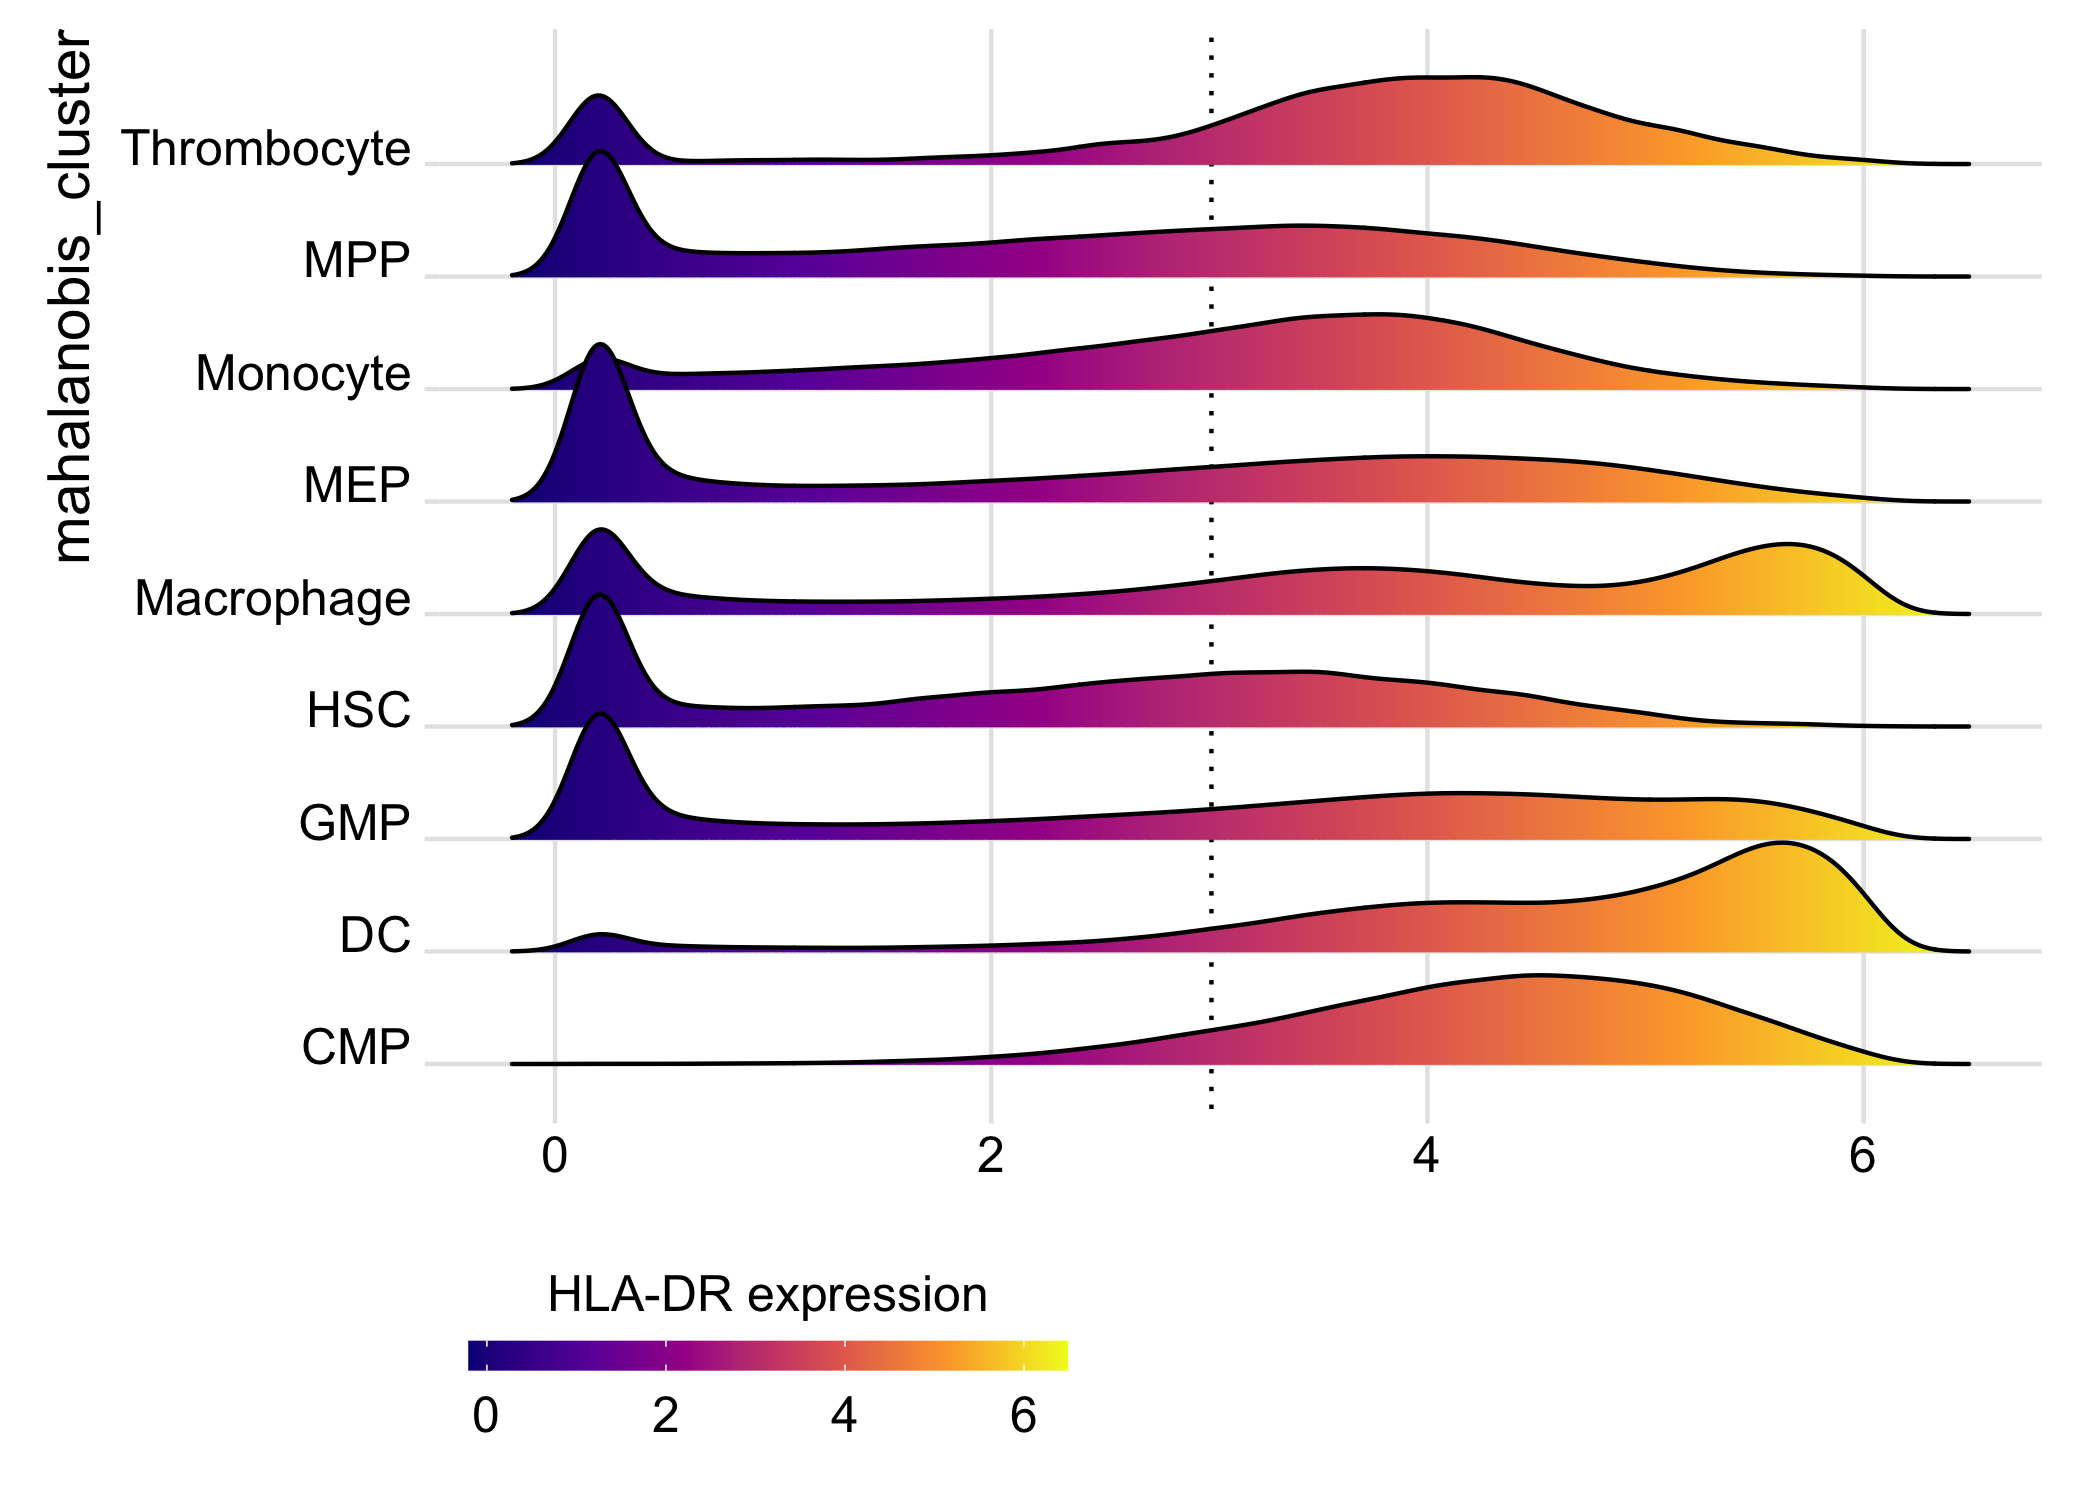 mahalanobis_cluster
Thrombocyte
MPP
Monocyte
MEP
Macrophage
HSC
GMP
DC
CMP
0 2 4 6
HLA-DR expression
0 2 4 6